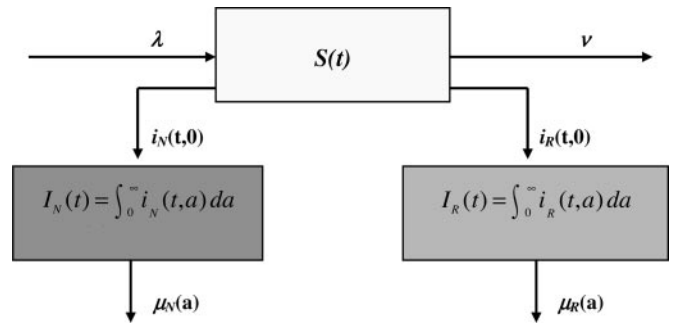 λ
S(t)
ν
i_N(t,0)
i_R(t,0)
I_N(t) = ∫_0^∞ i_N(t,a) da
I_R(t) = ∫_0^∞ i_R(t,a) da
μ_N(a)
μ_R(a)